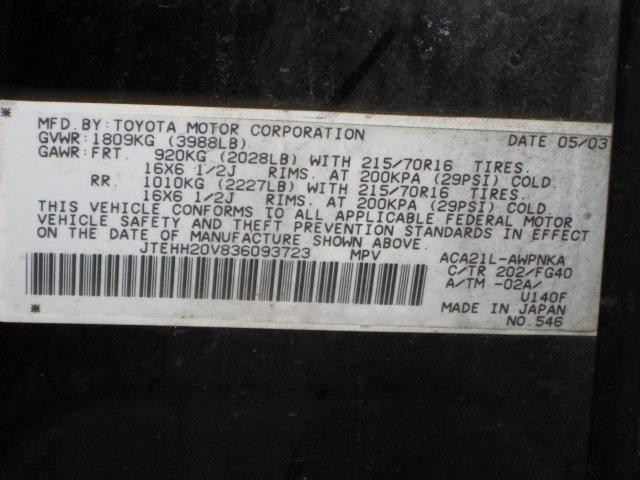 MFD. BY: TOYOTA MOTOR CORPORATION DATE 05/03
GVWR: 1809KG (3988LB)
GAWR: FRT. 920KG (2028LB) WITH 215/70R16 TIRES.
16X6 1/2J RIMS. AT 200KPA (29PSI) COLD.
RR. 1010KG (2227LB) WITH 215/70R16 TIRES.
16X6 1/2J RIMS. AT 200KPA (29PSI) COLD.
THIS VEHICLE CONFORMS TO ALL APPLICABLE FEDERAL MOTOR
VEHICLE SAFETY AND THEFT PREVENTION STANDARDS IN EFFECT
ON THE DATE OF MANUFACTURE SHOWN ABOVE.
JTEHH20V836093723 MPV ACA21L-AWPNKA
C/TR 202/FG40
A/TM -02A/
U140F
MADE IN JAPAN
NO. 546